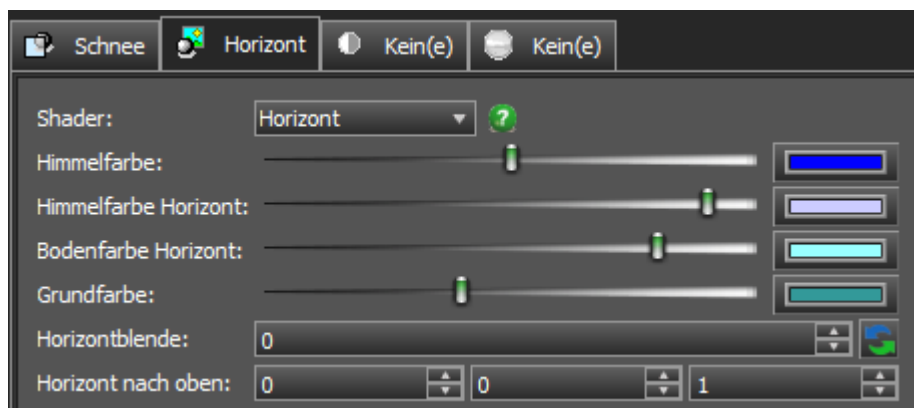 Schnee Horizont Kein(e) Kein(e)
Shader: Horizont ?
Himmelfarbe:
Himmelfarbe Horizont:
Bodenfarbe Horizont:
Grundfarbe:
Horizontblende: 0
Horizont nach oben: 0 0 1